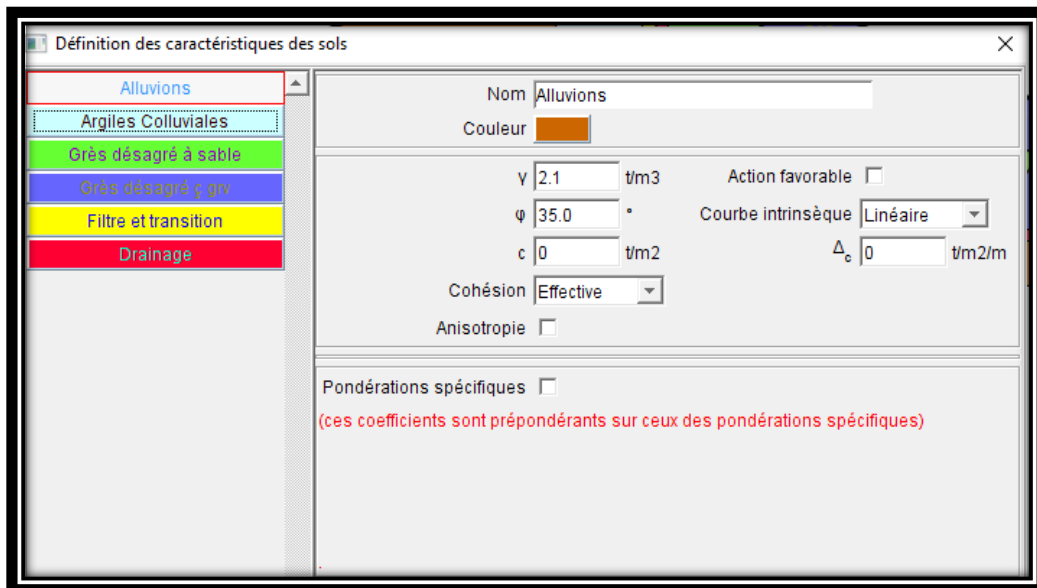 Définition des caractéristiques des sols
Alluvions
Argiles Colluviales
Grès désagré à sable
Grès désagré ç grv
Filtre et transition
Drainage
Nom Alluvions
Couleur
γ 2.1 t/m3 Action favorable
φ 35.0 ° Courbe intrinsèque Linéaire
c 0 t/m2 Δc 0 t/m2/m
Cohésion Effective
Anisotropie
Pondérations spécifiques
(ces coefficients sont prépondérants sur ceux des pondérations spécifiques)